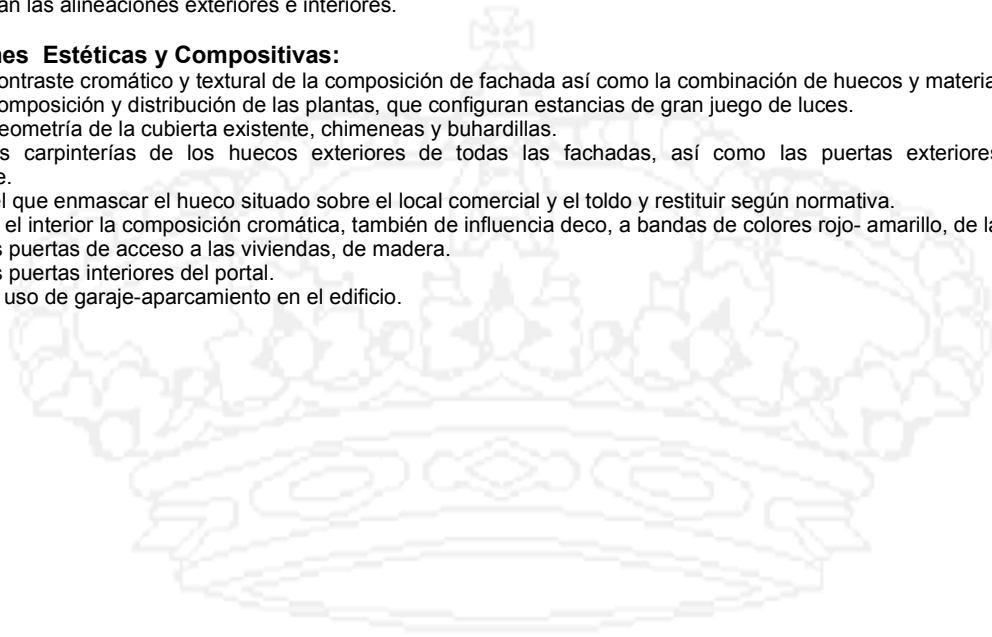 an las alineaciones exteriores e interiores.
nes Estéticas y Compositivas:
ontraste cromático y textural de la composición de fachada así como la combinación de huecos y materia
omposición y distribución de las plantas, que configuran estancias de gran juego de luces.
eometría de la cubierta existente, chimeneas y buhardillas.
s carpinterías de los huecos exteriores de todas las fachadas, así como las puertas exteriores
e.
l que enmascar el hueco situado sobre el local comercial y el toldo y restituir según normativa.
el interior la composición cromática, también de influencia deco, a bandas de colores rojo- amarillo, de la
s puertas de acceso a las viviendas, de madera.
s puertas interiores del portal.
uso de garaje-aparcamiento en el edificio.